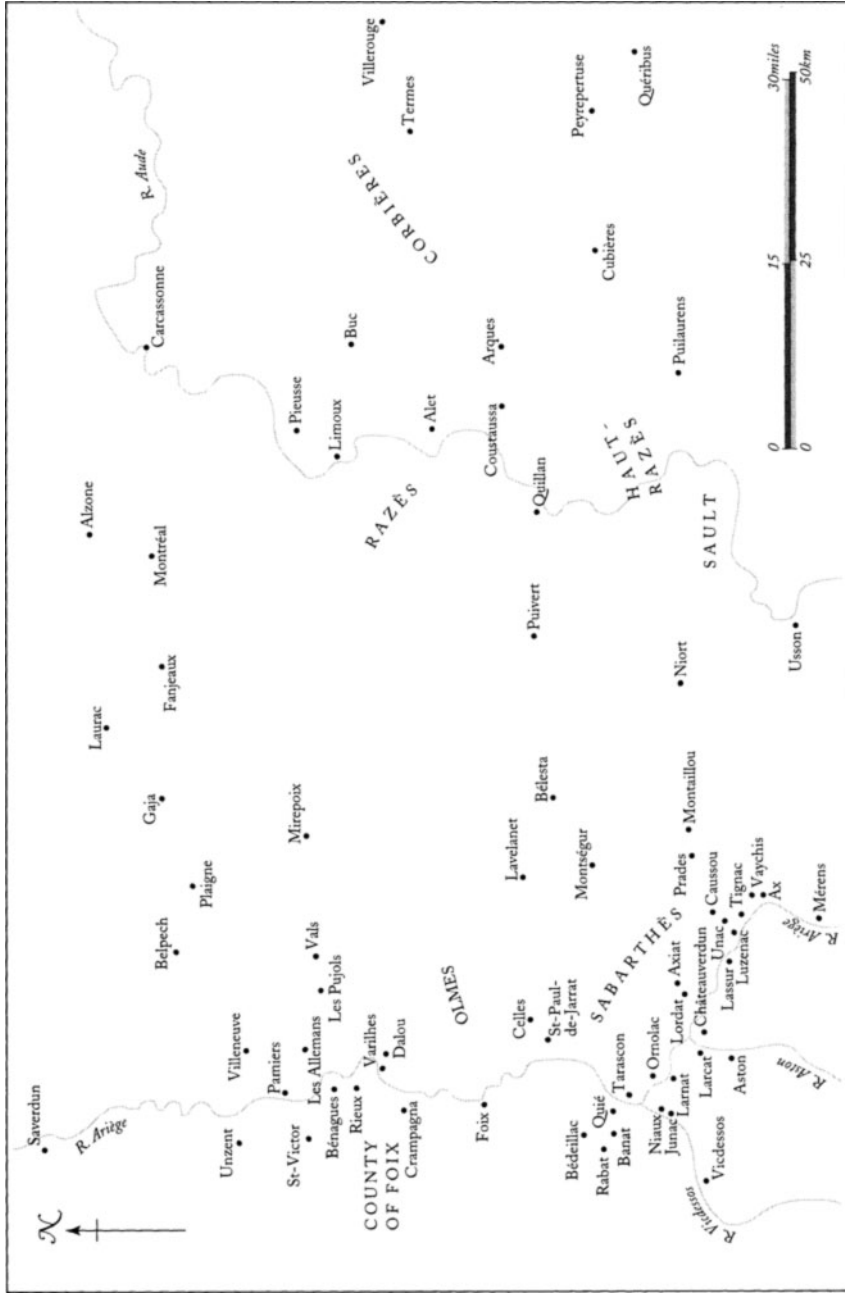 N
Saverdun
R. Ariège
Unzent
Villeneuve
Pamiers
St-Victor
Les Allemans
Bénagues
Rieux
Varilhes
Dalou
Crampagna
COUNTY
OF FOIX
Vals
Les Pujols
Belpech
Plaigne
Gaja
Laurac
Mirepoix
Fanjeaux
Montréal
Alzone
Carcassonne
R. Aude
Pieusse
Limoux
Buc
Alet
RAZÈS
CORBIÈRES
Villerouge
Termes
OLMES
Foix
Celles
St-Paul-
de-Jarrat
Lavelanet
Bélesta
Montségur
Puivert
Quillan
Coustaussa
Arques
Cubières
Peyrepertuse
Quéribus
HAUT-
RAZÈS
Puilaurens
SAULT
Niort
Usson
SABARTHÈS
Bédeillac
Rabat
Quié
Banat
Tarascon
Ornolac
Niaux
Junac
Larnat
Vicdessos
R. Vicdessos
Axiat
Lordat
Châteauverdun
Larcat
Aston
R. Aston
Prades
Montaillou
Caussou
Unac
Tignac
Lassur
Luzenac
Vaychis
Ax
R. Ariège
Mérens
0 15 30miles
0 25 50km